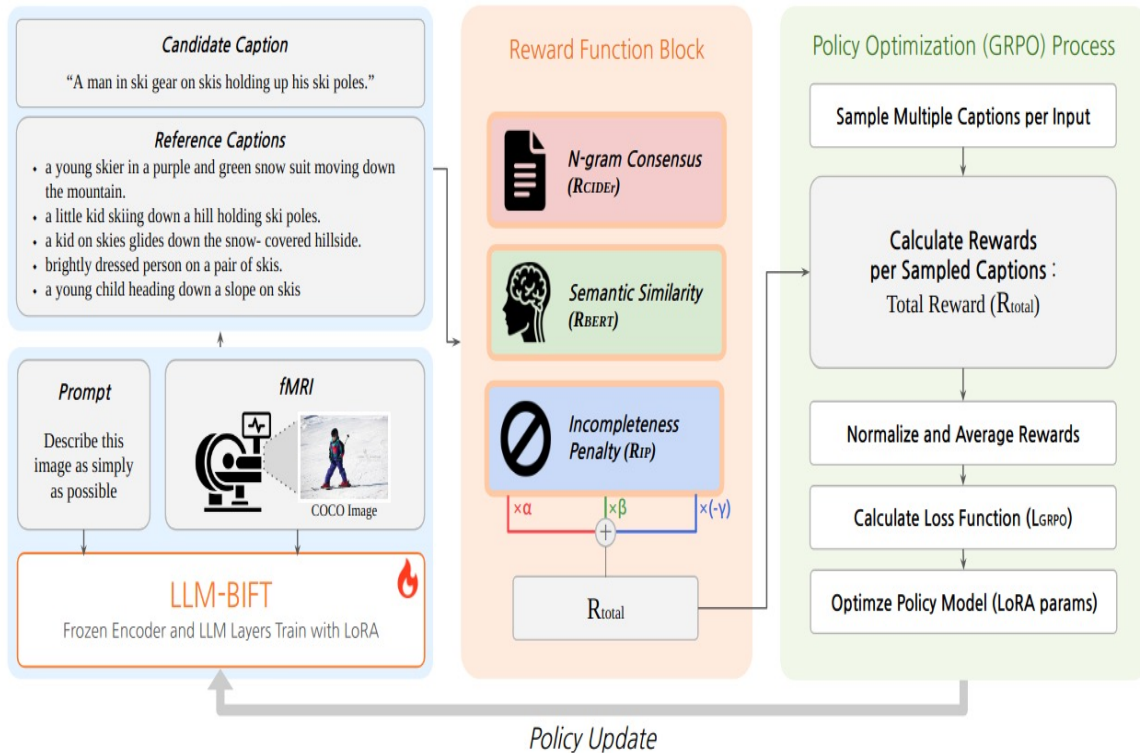 Candidate Caption
“A man in ski gear on skis holding up his ski poles.”
Reference Captions
• a young skier in a purple and green snow suit moving down
the mountain.
• a little kid skiing down a hill holding ski poles.
• a kid on skies glides down the snow- covered hillside.
• brightly dressed person on a pair of skis.
• a young child heading down a slope on skis
Prompt
Describe this
image as simply
as possible
fMRI
COCO Image
LLM-BIFT
Frozen Encoder and LLM Layers Train with LoRA
Reward Function Block
N-gram Consensus
(RCIDEr)
Semantic Similarity
(RBERT)
Incompleteness
Penalty (RIP)
×α
×β
×(-γ)
+
Rtotal
Policy Optimization (GRPO) Process
Sample Multiple Captions per Input
Calculate Rewards
per Sampled Captions :
Total Reward (Rtotal)
Normalize and Average Rewards
Calculate Loss Function (LGRPO)
Optimze Policy Model (LoRA params)
Policy Update